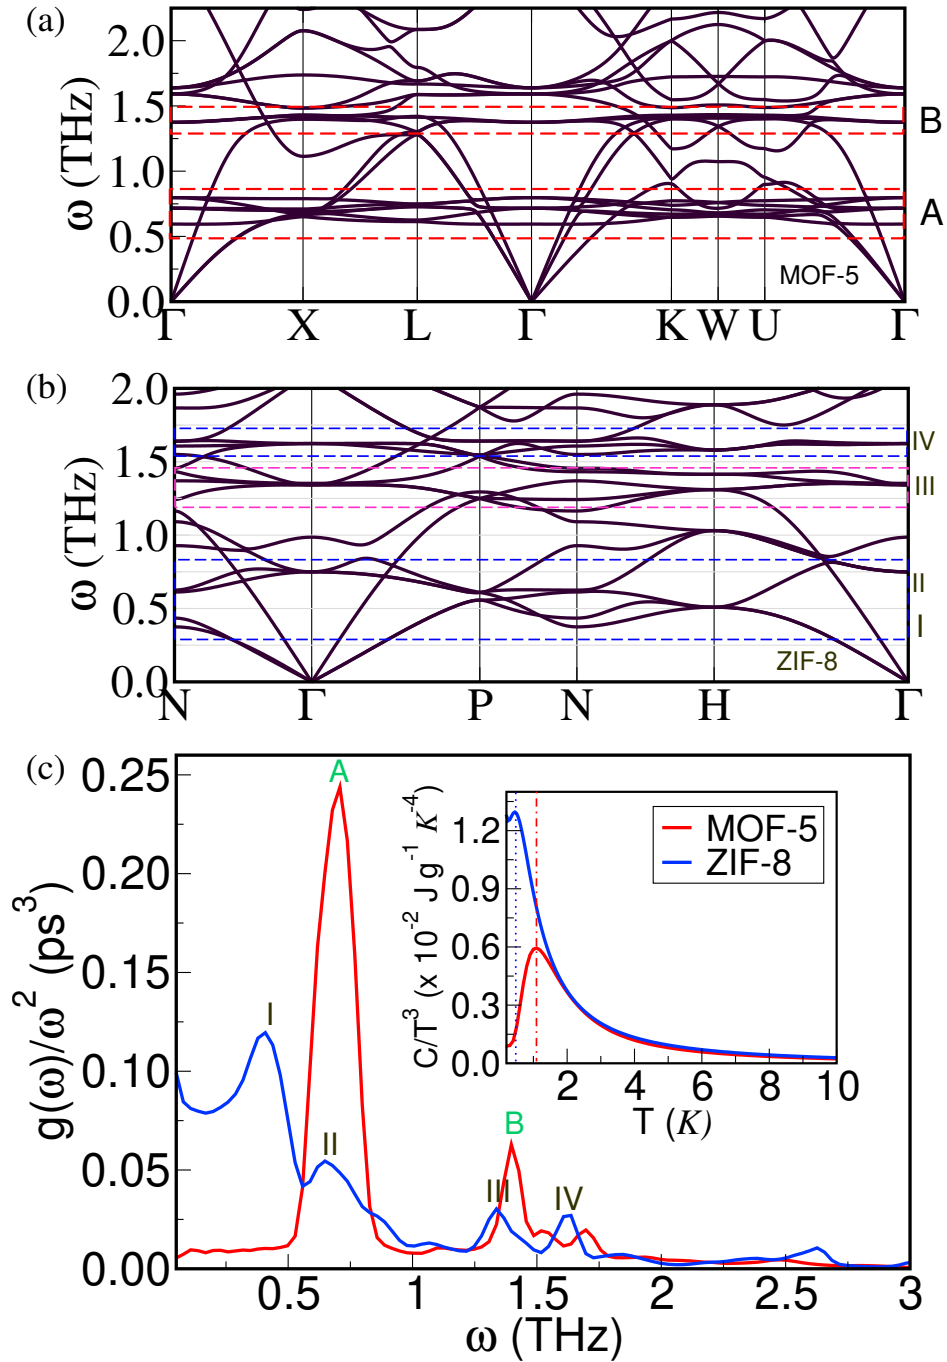 (a)
2.0
1.5
1.0
0.5
0.0
ω (THz)
B
A
MOF-5
Γ X L Γ K W U Γ
(b)
2.0
1.5
1.0
0.5
0.0
ω (THz)
IV
III
II
I
ZIF-8
N Γ P N H Γ
(c)
0.25
0.20
0.15
0.10
0.05
0.00
g(ω)/ω² (ps³)
A
I
II
B
III
IV
0.5 1 1.5 2 2.5 3
ω (THz)
1.2
0.9
0.6
0.3
0.0
C/T³ (x 10⁻² J g⁻¹ K⁻⁴)
MOF-5
ZIF-8
2 4 6 8 10
T (K)